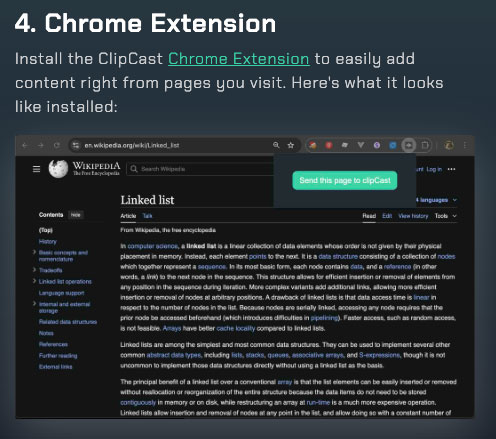 4. Chrome Extension
Install the ClipCast Chrome Extension to easily add
content right from pages you visit. Here's what it looks
like installed:
en.wikipedia.org/wiki/Linked_list
WIKIPEDIA
The Free Encyclopedia
Search Wikipedia
Log in
Send this page to clipCast
Linked list
languages
Contents hide
(Top)
History
Basic concepts and
nomenclature
Tradeoffs
Linked list operations
Language support
Internal and external
storage
Related data structures
Notes
References
Further reading
External links
Article Talk
Read Edit View history Tools
From Wikipedia, the free encyclopedia
In computer science, a linked list is a linear collection of data elements whose order is not given by their physical
placement in memory. Instead, each element points to the next. It is a data structure consisting of a collection of nodes
which together represent a sequence. In its most basic form, each node contains data, and a reference (in other
words, a link) to the next node in the sequence. This structure allows for efficient insertion or removal of elements
from any position in the sequence during iteration. More complex variants add additional links, allowing more efficient
insertion or removal of nodes at arbitrary positions. A drawback of linked lists is that data access time is linear in
respect to the number of nodes in the list. Because nodes are serially linked, accessing any node requires that the
prior node be accessed beforehand (which introduces difficulties in pipelining). Faster access, such as random access,
is not feasible. Arrays have better cache locality compared to linked lists.
Linked lists are among the simplest and most common data structures. They can be used to implement several other
common abstract data types, including lists, stacks, queues, associative arrays, and S-expressions, though it is not
uncommon to implement those data structures directly without using a linked list as the basis.
The principal benefit of a linked list over a conventional array is that the list elements can be easily inserted or removed
without reallocation or reorganization of the entire structure because the data items do not need to be stored
contiguously in memory or on disk, while restructuring an array at run-time is a much more expensive operation.
Linked lists allow insertion and removal of nodes at any point in the list, and allow doing so with a constant number of